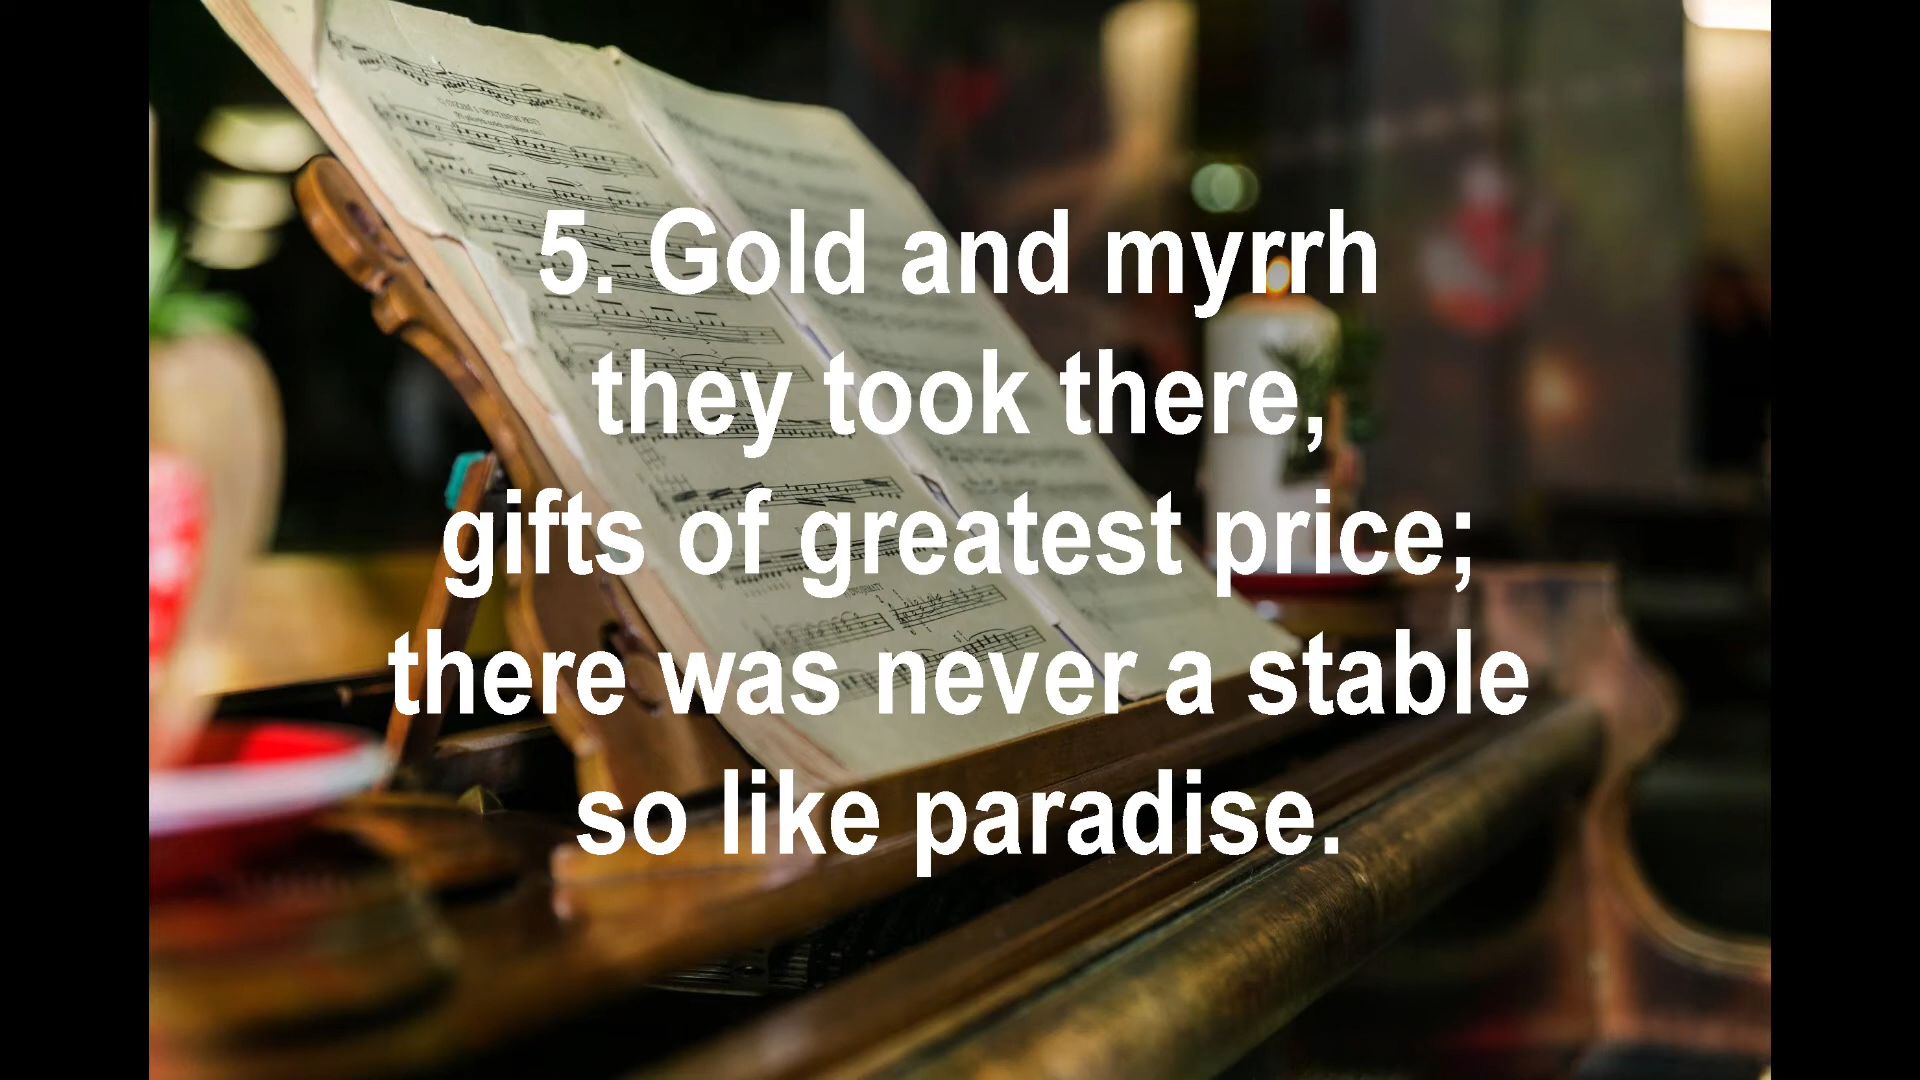 5. Gold and myrrh
they took there,
gifts of greatest price;
there was never a stable
so like paradise.